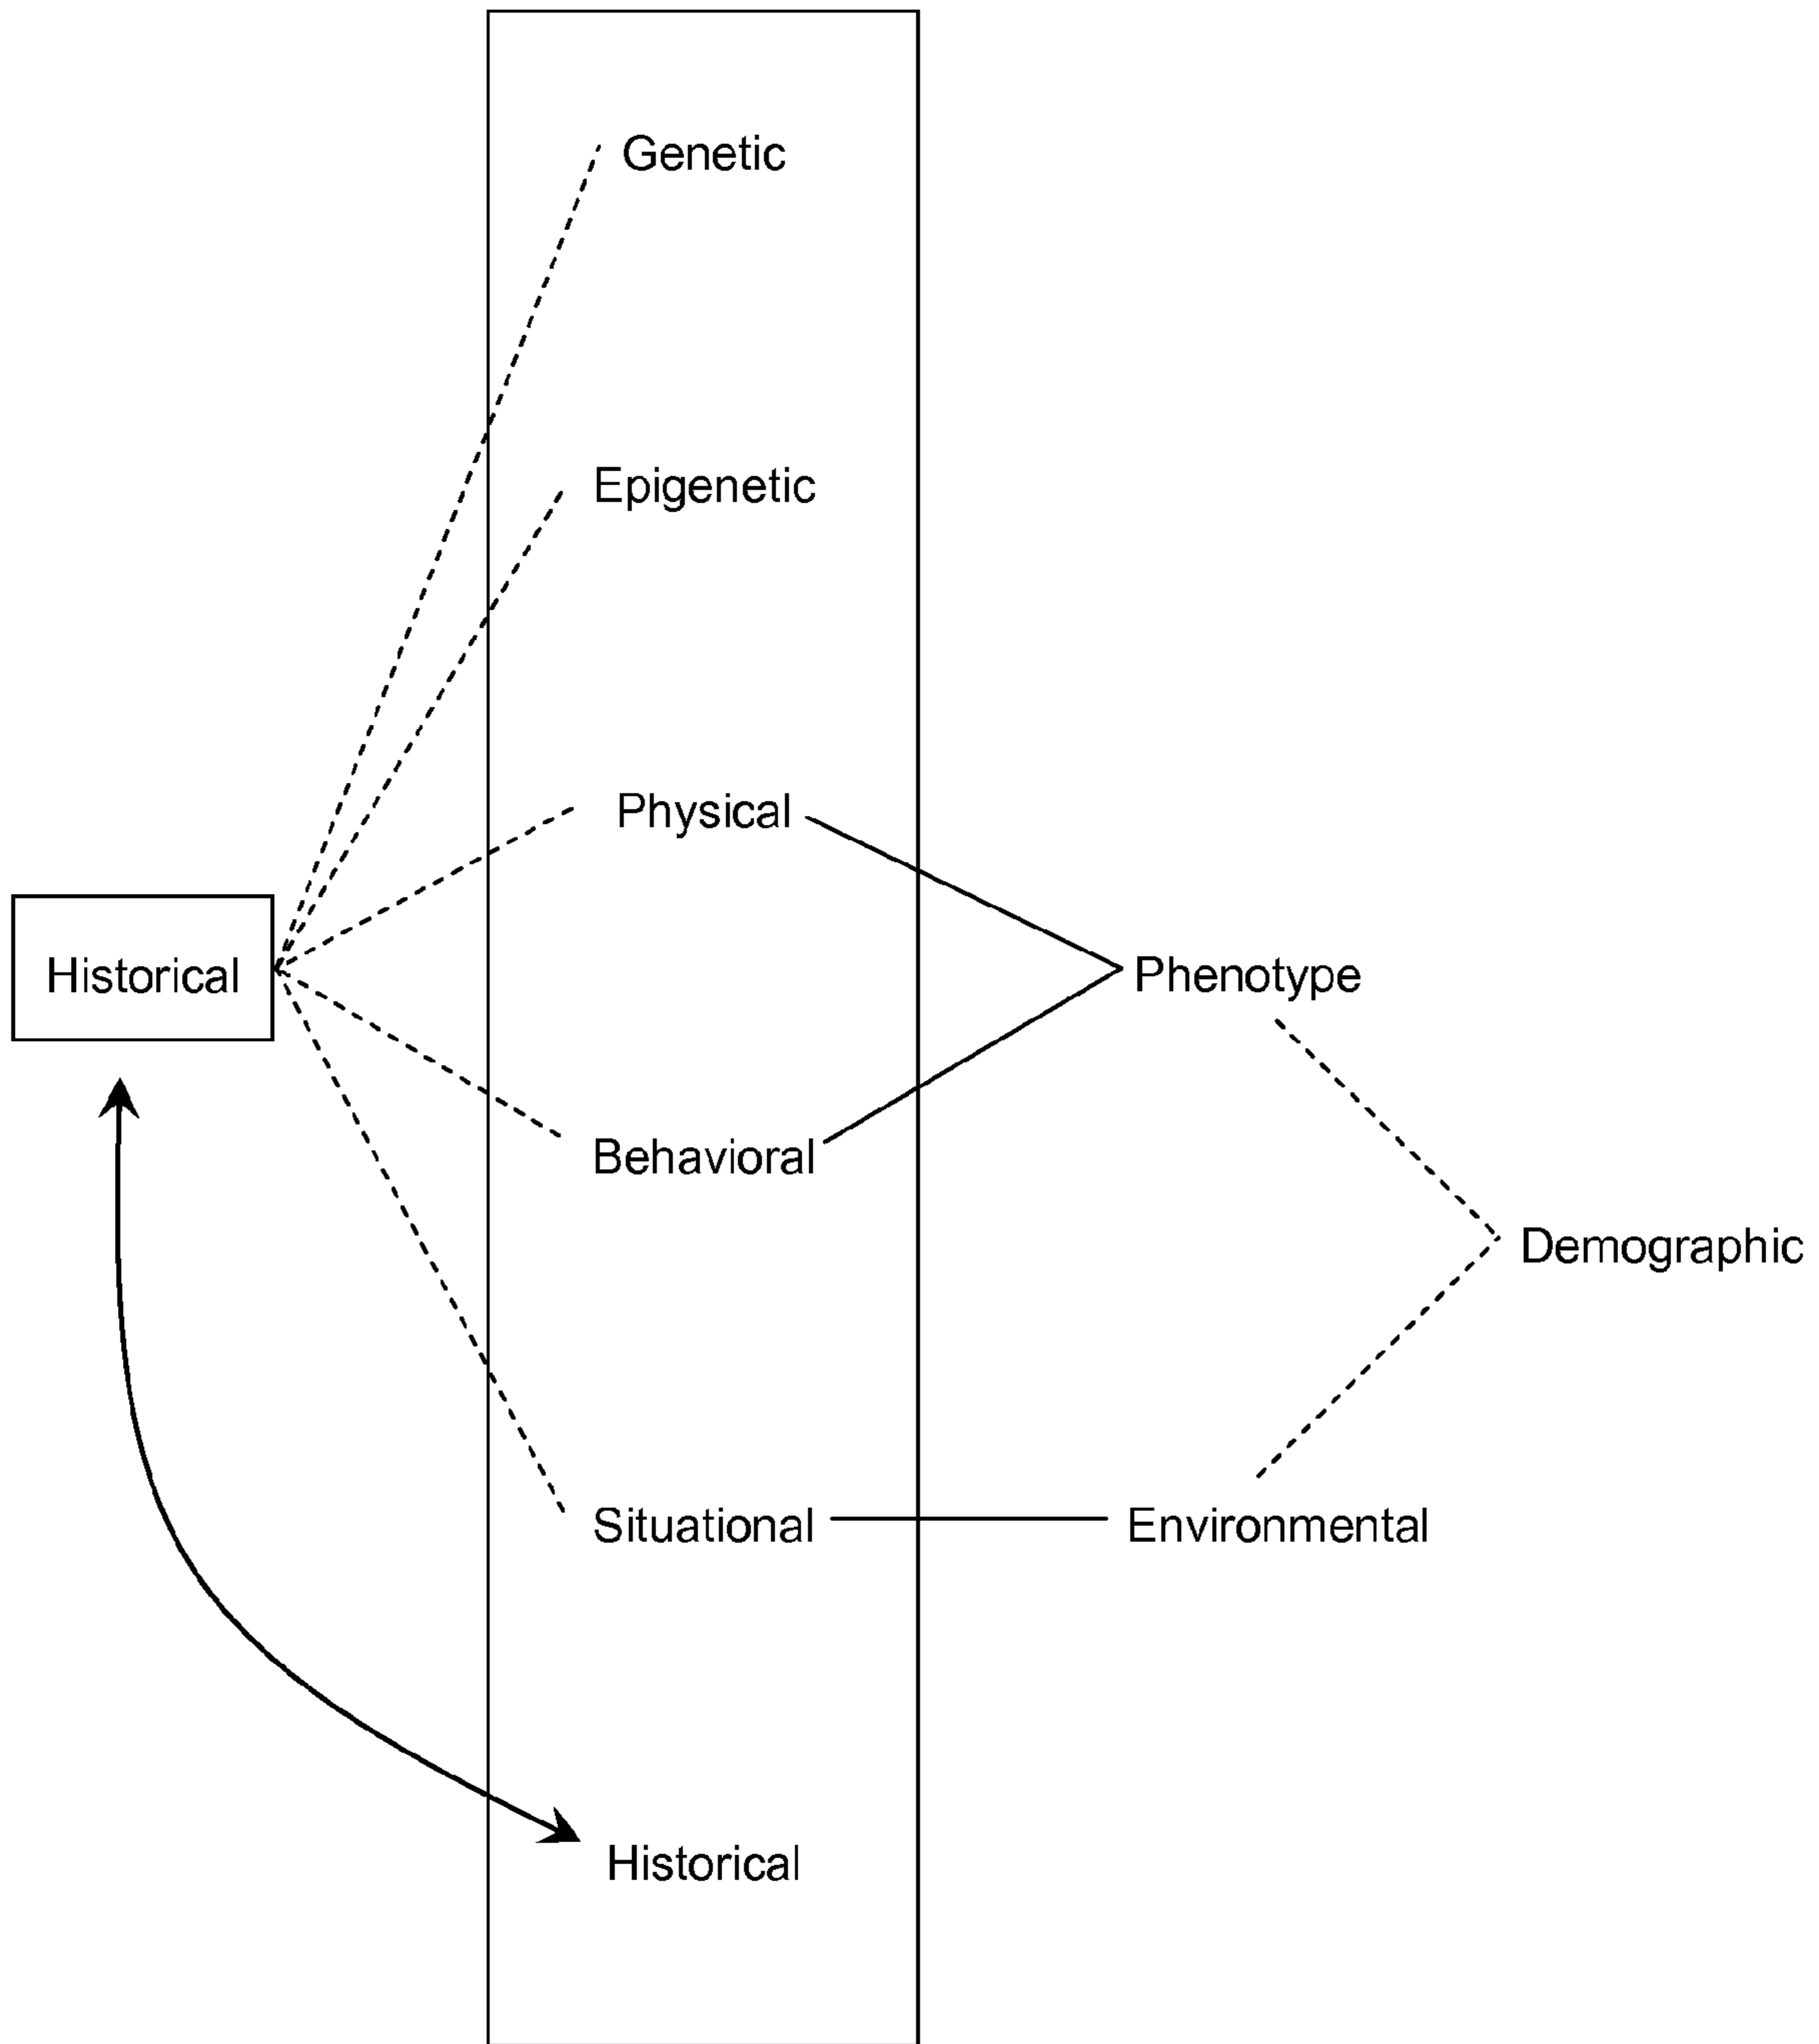 Genetic
Epigenetic
Physical
Historical
Phenotype
Behavioral
Demographic
Situational
Environmental
Historical